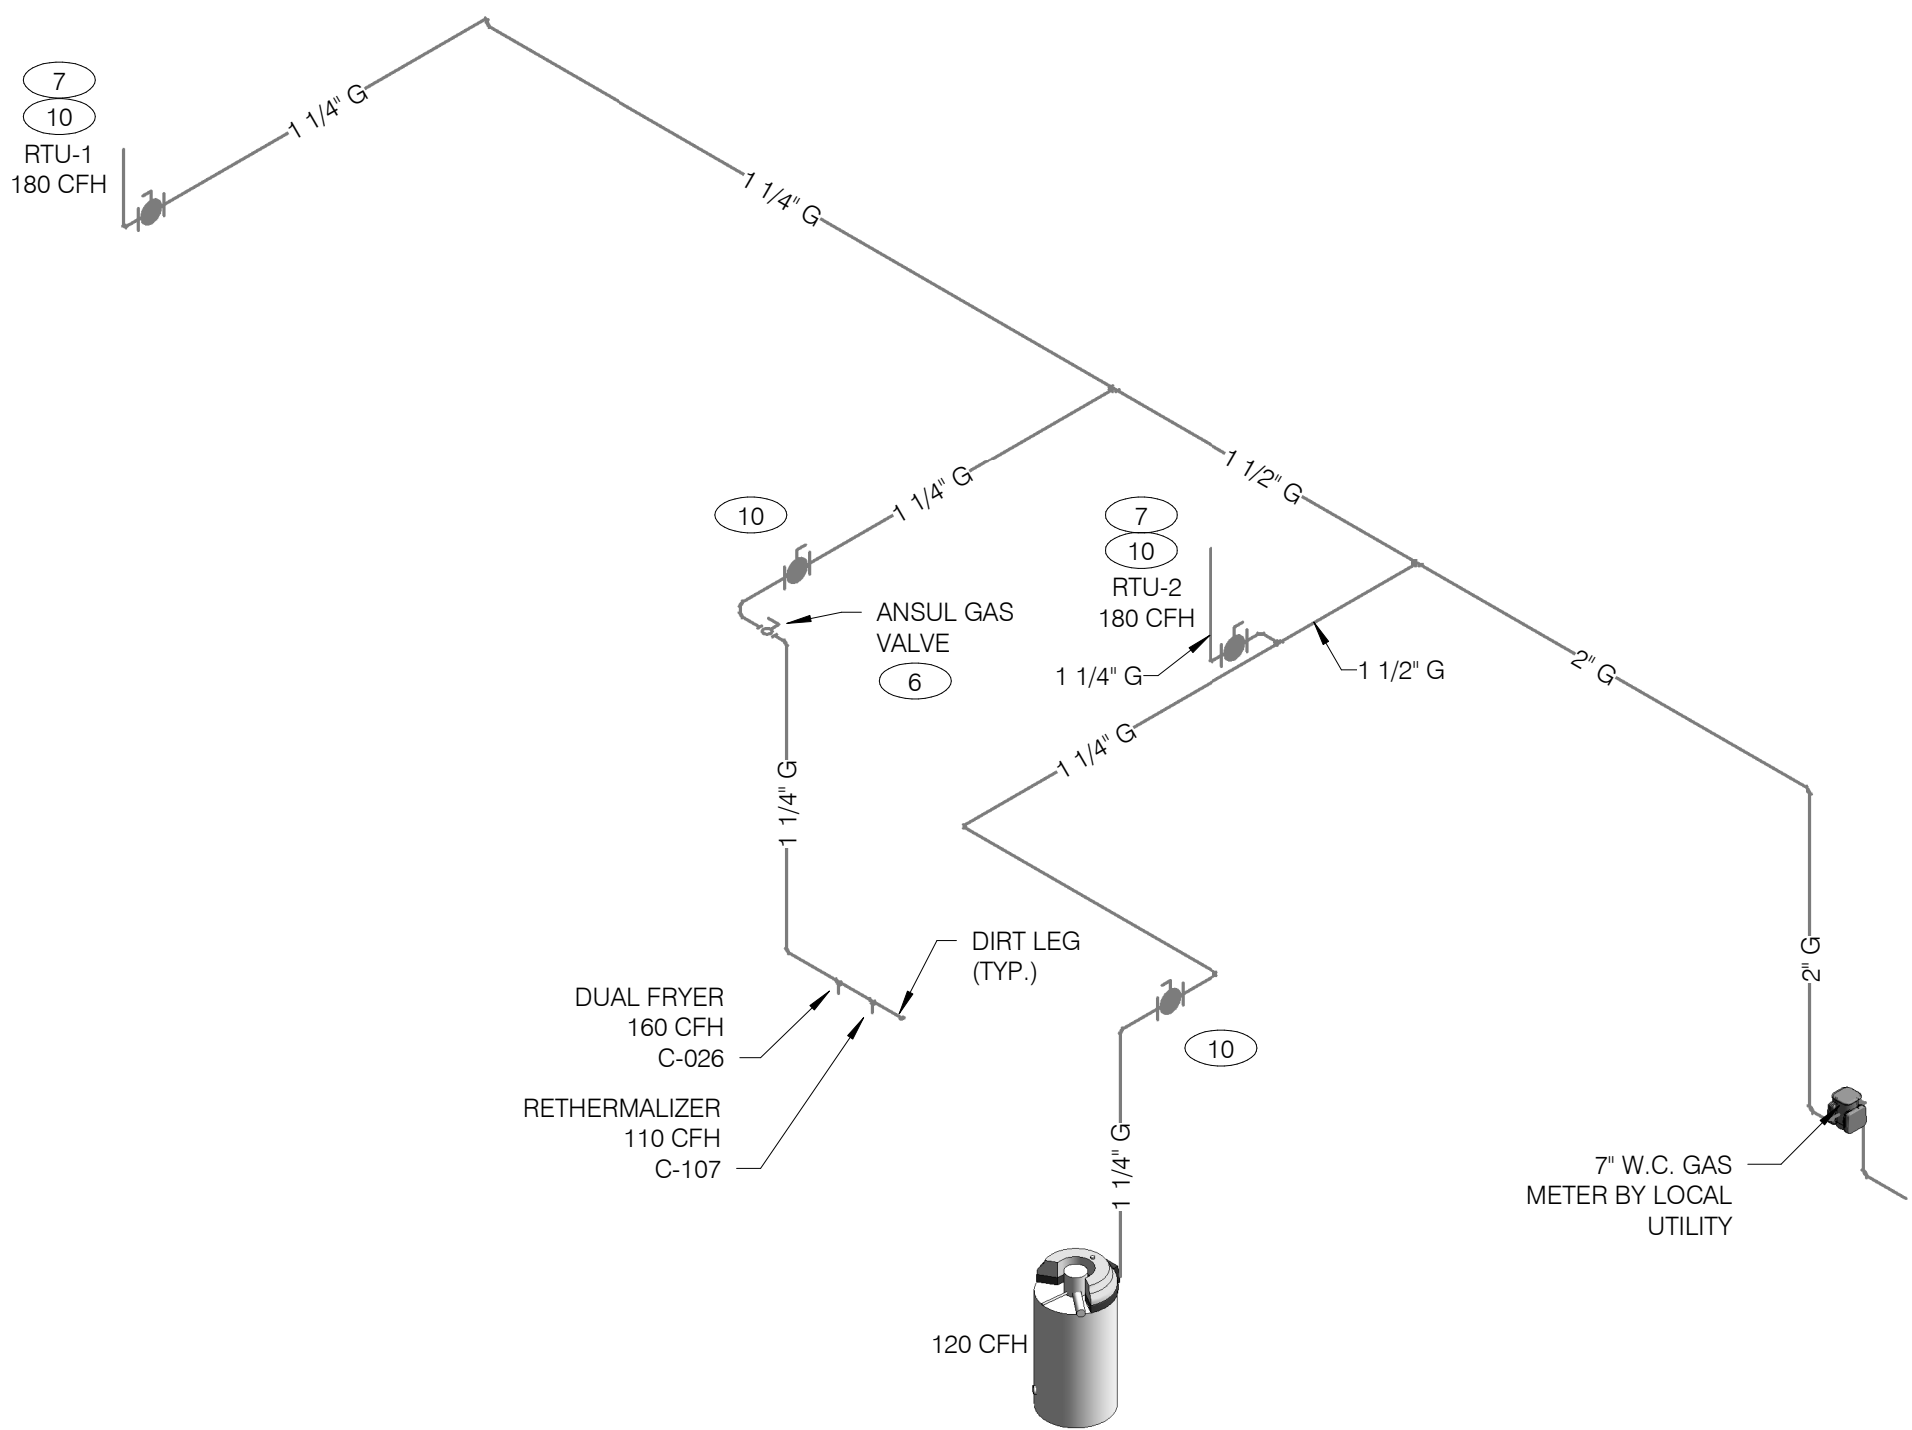 7
10
RTU-1
180 CFH
1 1/4" G
1 1/4" G
1 1/2" G
1 1/4" G
10
7
10
RTU-2
180 CFH
1 1/4" G
1 1/2" G
2" G
ANSUL GAS
VALVE
6
1 1/4" G
1 1/4" G
2" G
DIRT LEG
(TYP.)
DUAL FRYER
160 CFH
C-026
RETHERMALIZER
110 CFH
C-107
10
1 1/4" G
7" W.C. GAS
METER BY LOCAL
UTILITY
120 CFH